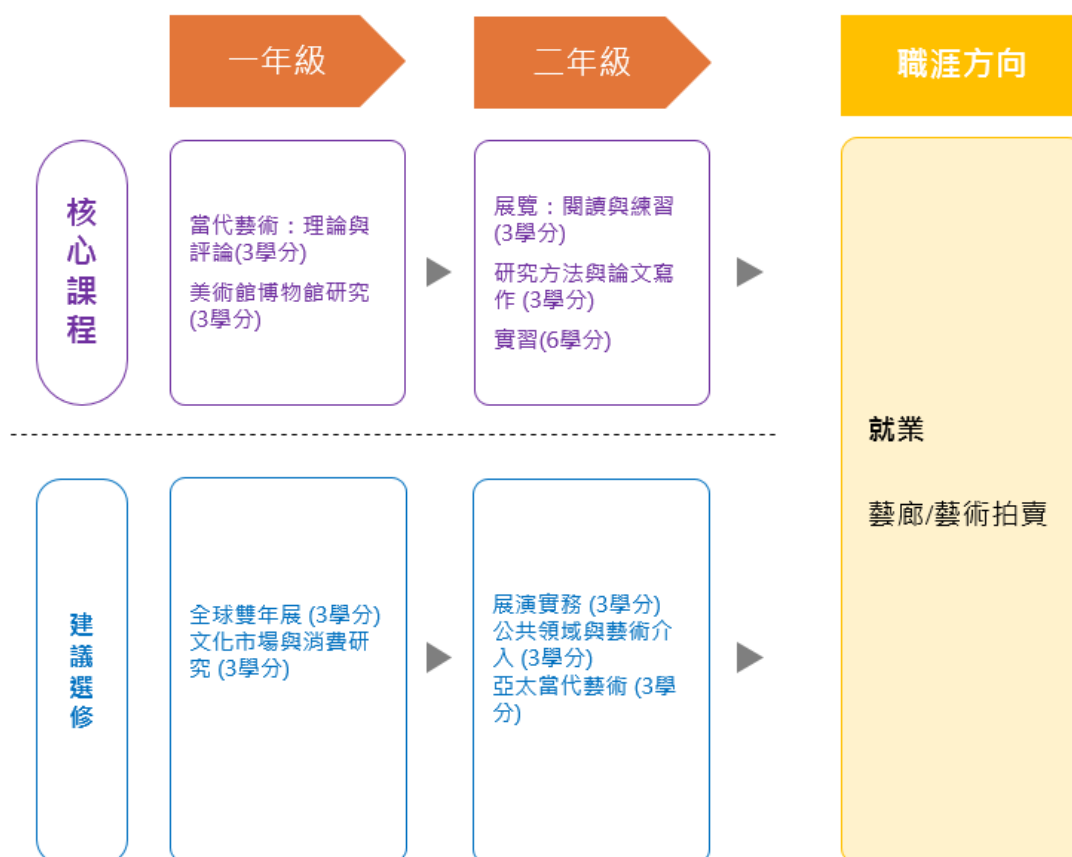 一年級
二年級
職涯方向
核
心
課
程
當代藝術：理論與
評論(3學分)
美術館博物館研究
(3學分)
展覽：閱讀與練習
(3學分)
研究方法與論文寫
作 (3學分)
實習(6學分)
就業
藝廊/藝術拍賣
建
議
選
修
全球雙年展 (3學分)
文化市場與消費研
究 (3學分)
展演實務 (3學分)
公共領域與藝術介
入 (3學分)
亞太當代藝術 (3學
分)